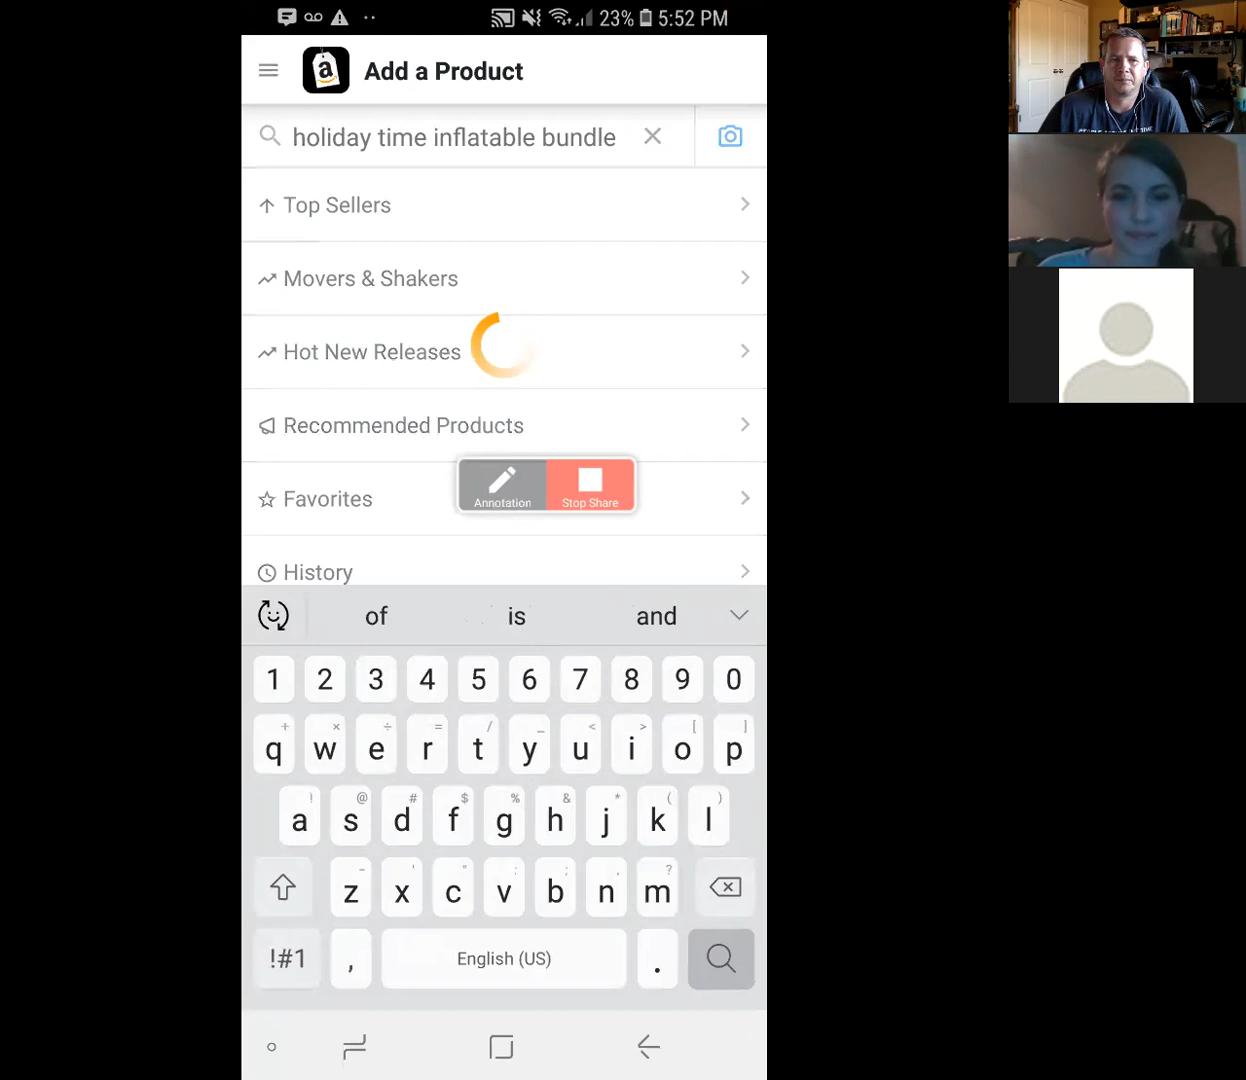 23% 5:52 PM
a Add a Product
holiday time inflatable bundle
Top Sellers
Movers & Shakers
Hot New Releases
Recommended Products
Annotation Stop Share
Favorites
History
of is and
1 2 3 4 5 6 7 8 9 0
+ × ÷ = / _ < > [ ]
q w e r t y u i o p
! @ # $ % & * ( )
a s d f g h j k l
- ' " : ; , ?
z x c v b n m
!#1 , English (US) .